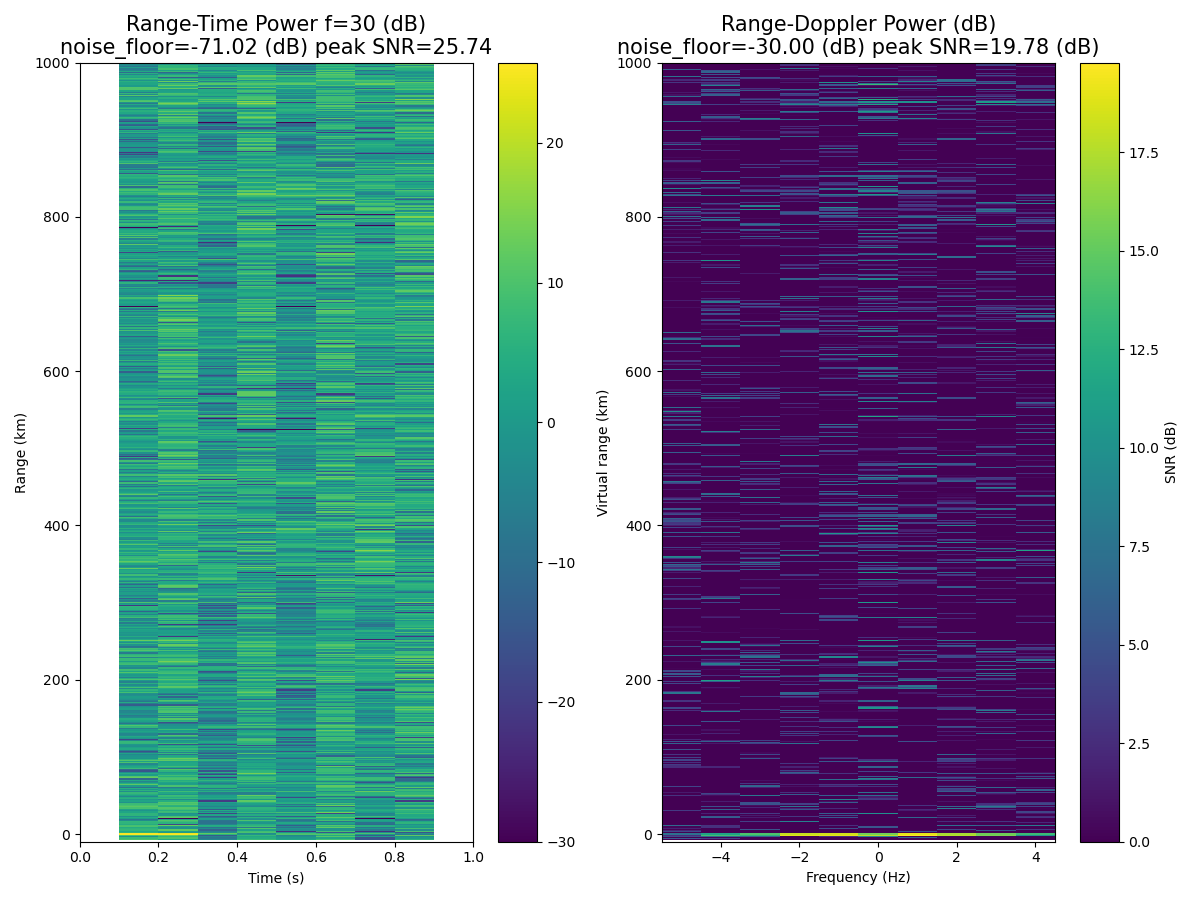 Range-Time Power f=30 (dB)
noise_floor=-71.02 (dB) peak SNR=25.74
1000
800
600
400
200
0
Range (km)
0.0 0.2 0.4 0.6 0.8 1.0
Time (s)
20
10
0
−10
−20
−30
Range-Doppler Power (dB)
noise_floor=-30.00 (dB) peak SNR=19.78 (dB)
1000
800
600
400
200
0
Virtual range (km)
−4 −2 0 2 4
Frequency (Hz)
17.5
15.0
12.5
10.0
7.5
5.0
2.5
0.0
SNR (dB)